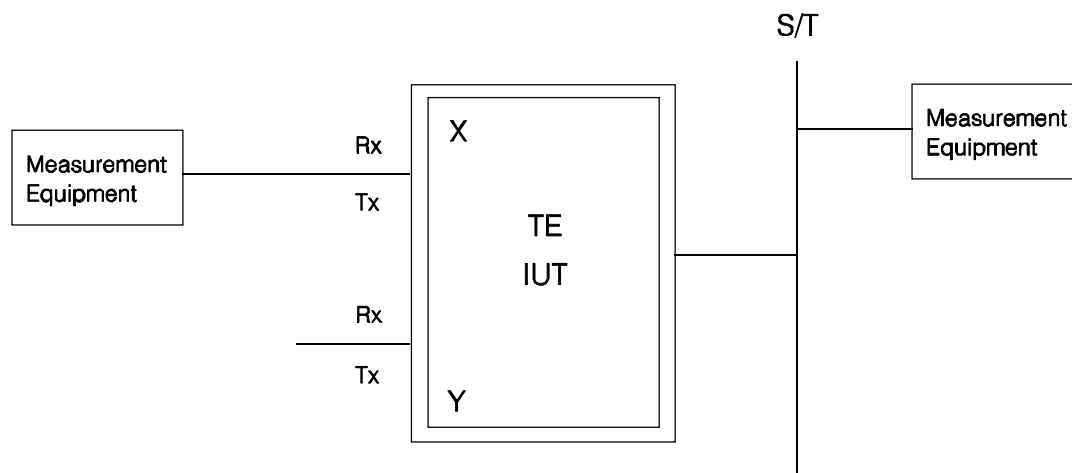 S/T
Measurement
Equipment
Rx
Tx
X
TE
IUT
Measurement
Equipment
Rx
Tx
Y